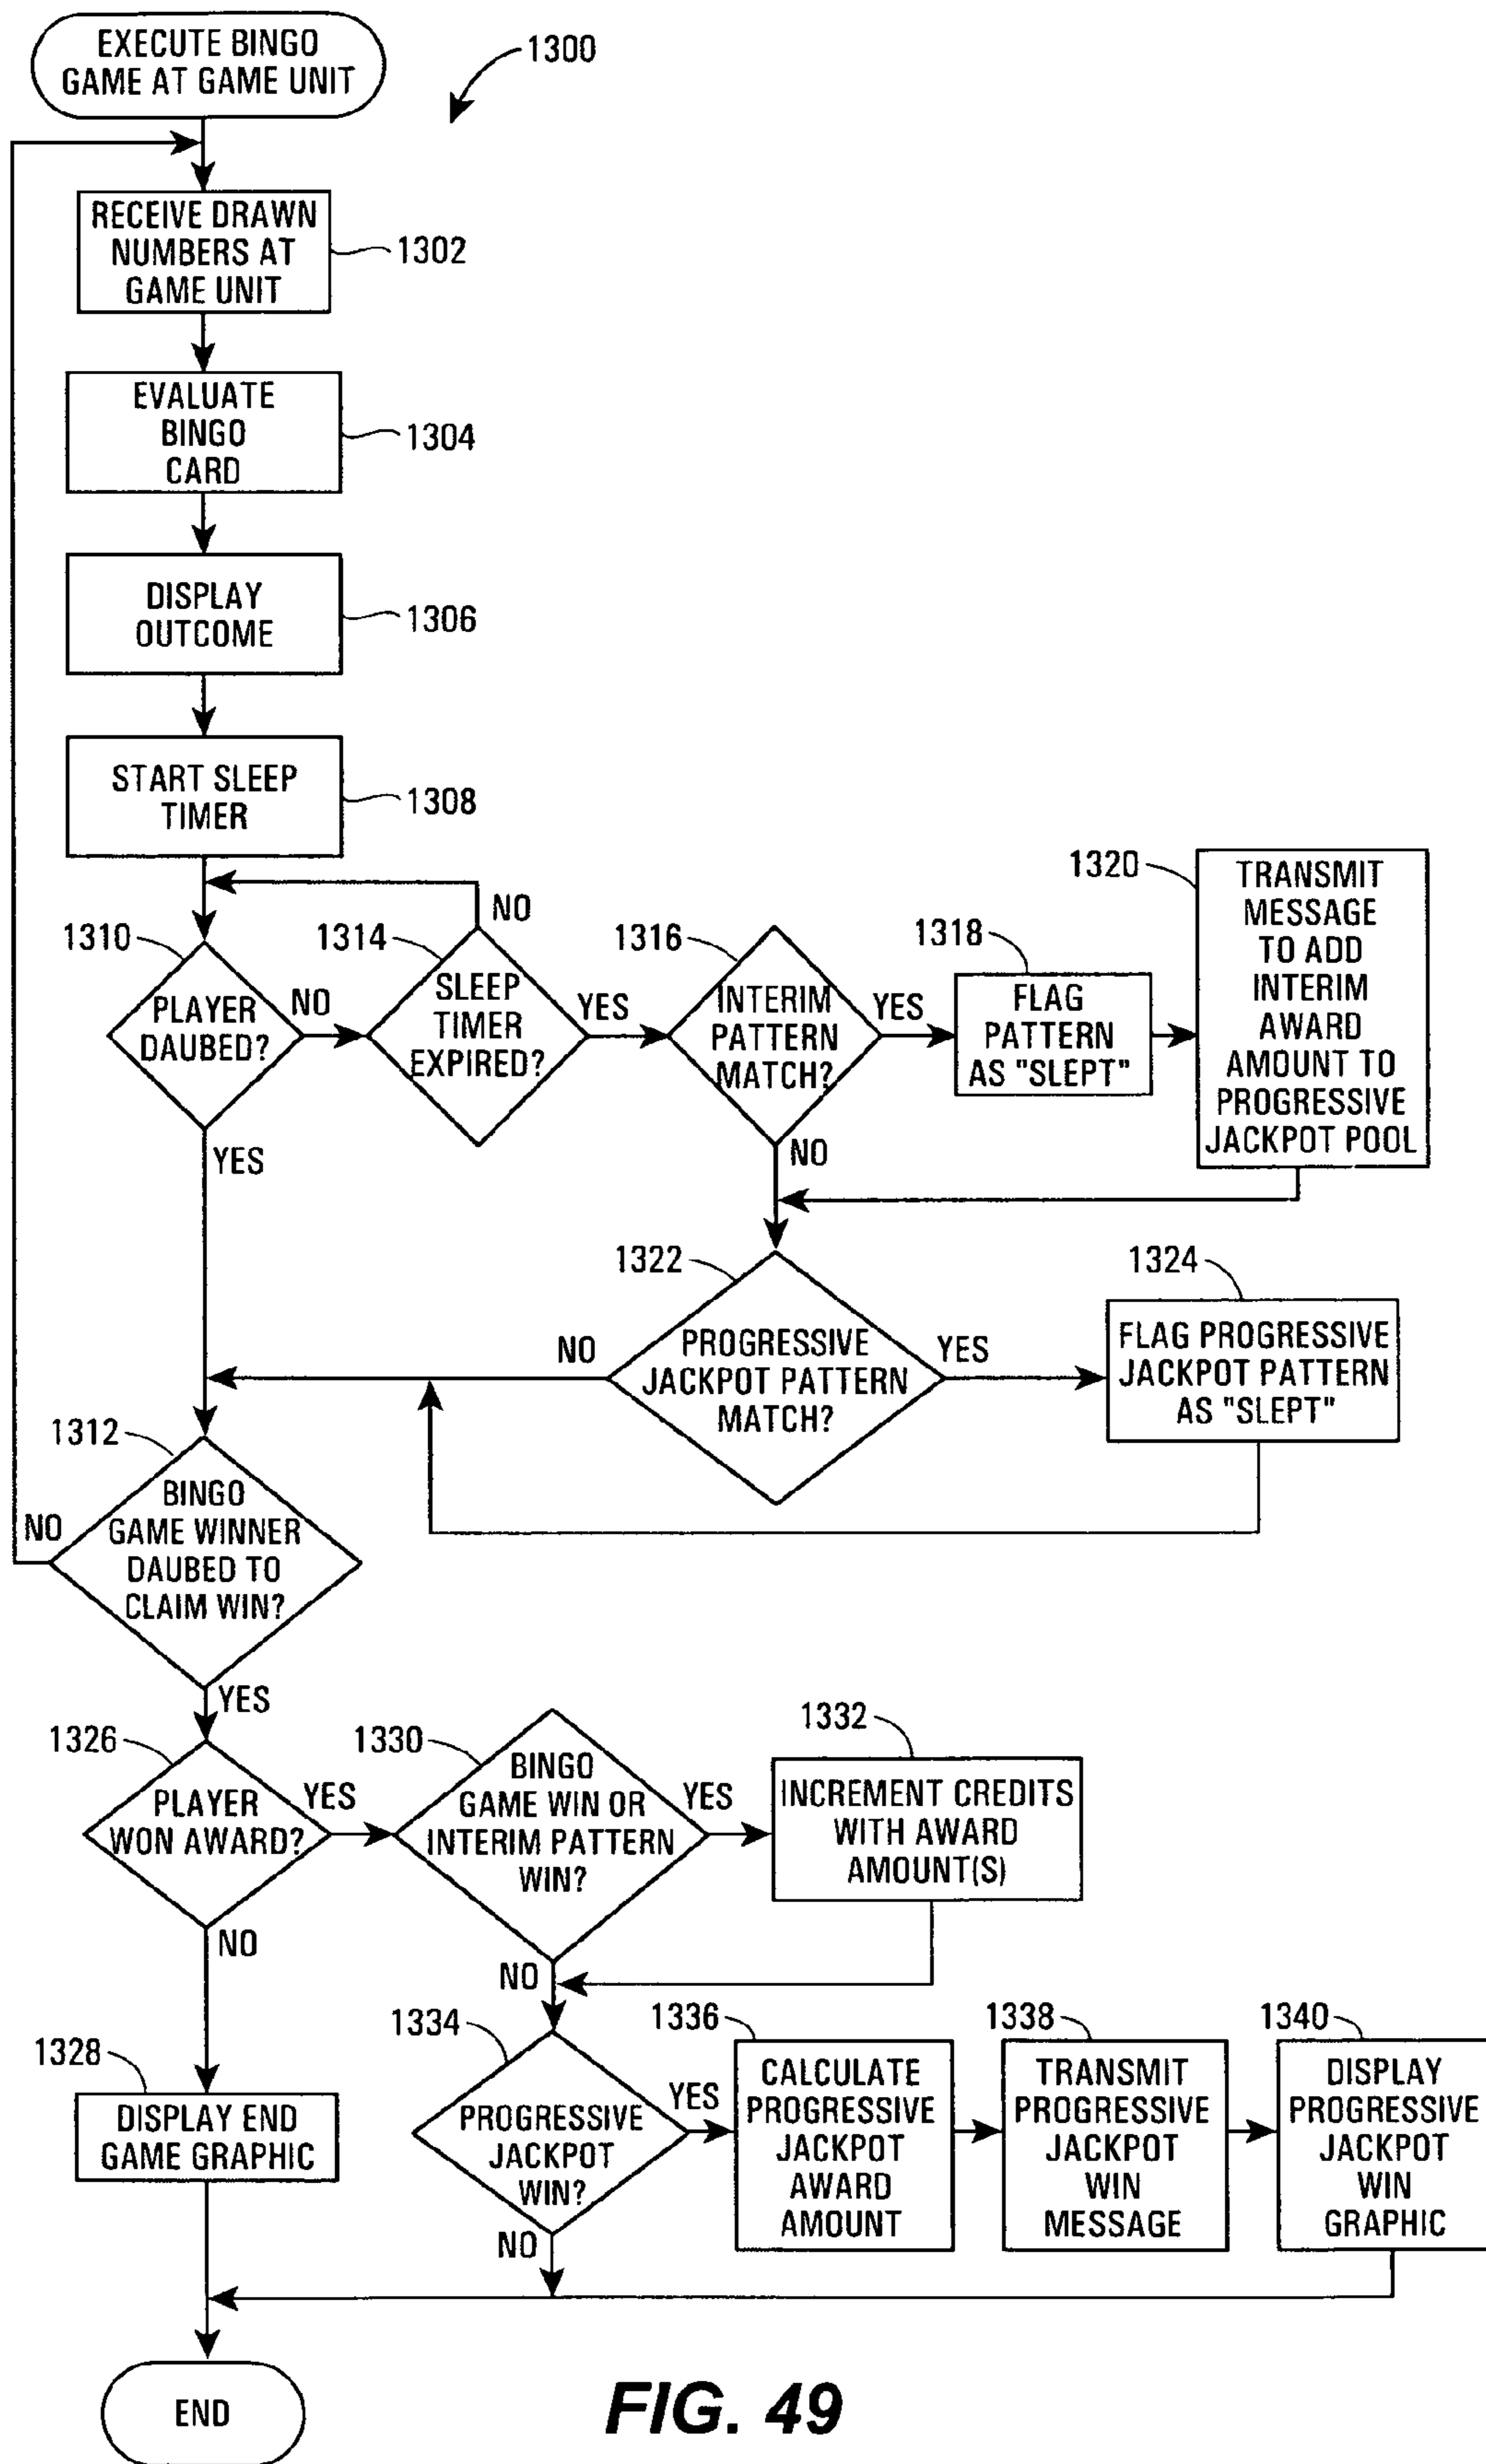 EXECUTE BINGO
GAME AT GAME UNIT
1300
RECEIVE DRAWN
NUMBERS AT
GAME UNIT
1302
EVALUATE
BINGO
CARD
1304
DISPLAY
OUTCOME
1306
START SLEEP
TIMER
1308
1310
PLAYER
DAUBED?
NO
YES
1314
SLEEP
TIMER
EXPIRED?
NO
YES
1316
INTERIM
PATTERN
MATCH?
YES
NO
1318
FLAG
PATTERN
AS "SLEPT"
1320
TRANSMIT
MESSAGE
TO ADD
INTERIM
AWARD
AMOUNT TO
PROGRESSIVE
JACKPOT POOL
1322
PROGRESSIVE
JACKPOT PATTERN
MATCH?
NO
YES
1324
FLAG PROGRESSIVE
JACKPOT PATTERN
AS "SLEPT"
1312
BINGO
GAME WINNER
DAUBED TO
CLAIM WIN?
NO
YES
1326
PLAYER
WON AWARD?
YES
NO
1330
BINGO
GAME WIN OR
INTERIM PATTERN
WIN?
YES
NO
1332
INCREMENT CREDITS
WITH AWARD
AMOUNT(S)
1328
DISPLAY END
GAME GRAPHIC
1334
PROGRESSIVE
JACKPOT
WIN?
YES
NO
1336
CALCULATE
PROGRESSIVE
JACKPOT
AWARD
AMOUNT
1338
TRANSMIT
PROGRESSIVE
JACKPOT
WIN
MESSAGE
1340
DISPLAY
PROGRESSIVE
JACKPOT
WIN
GRAPHIC
END
FIG. 49